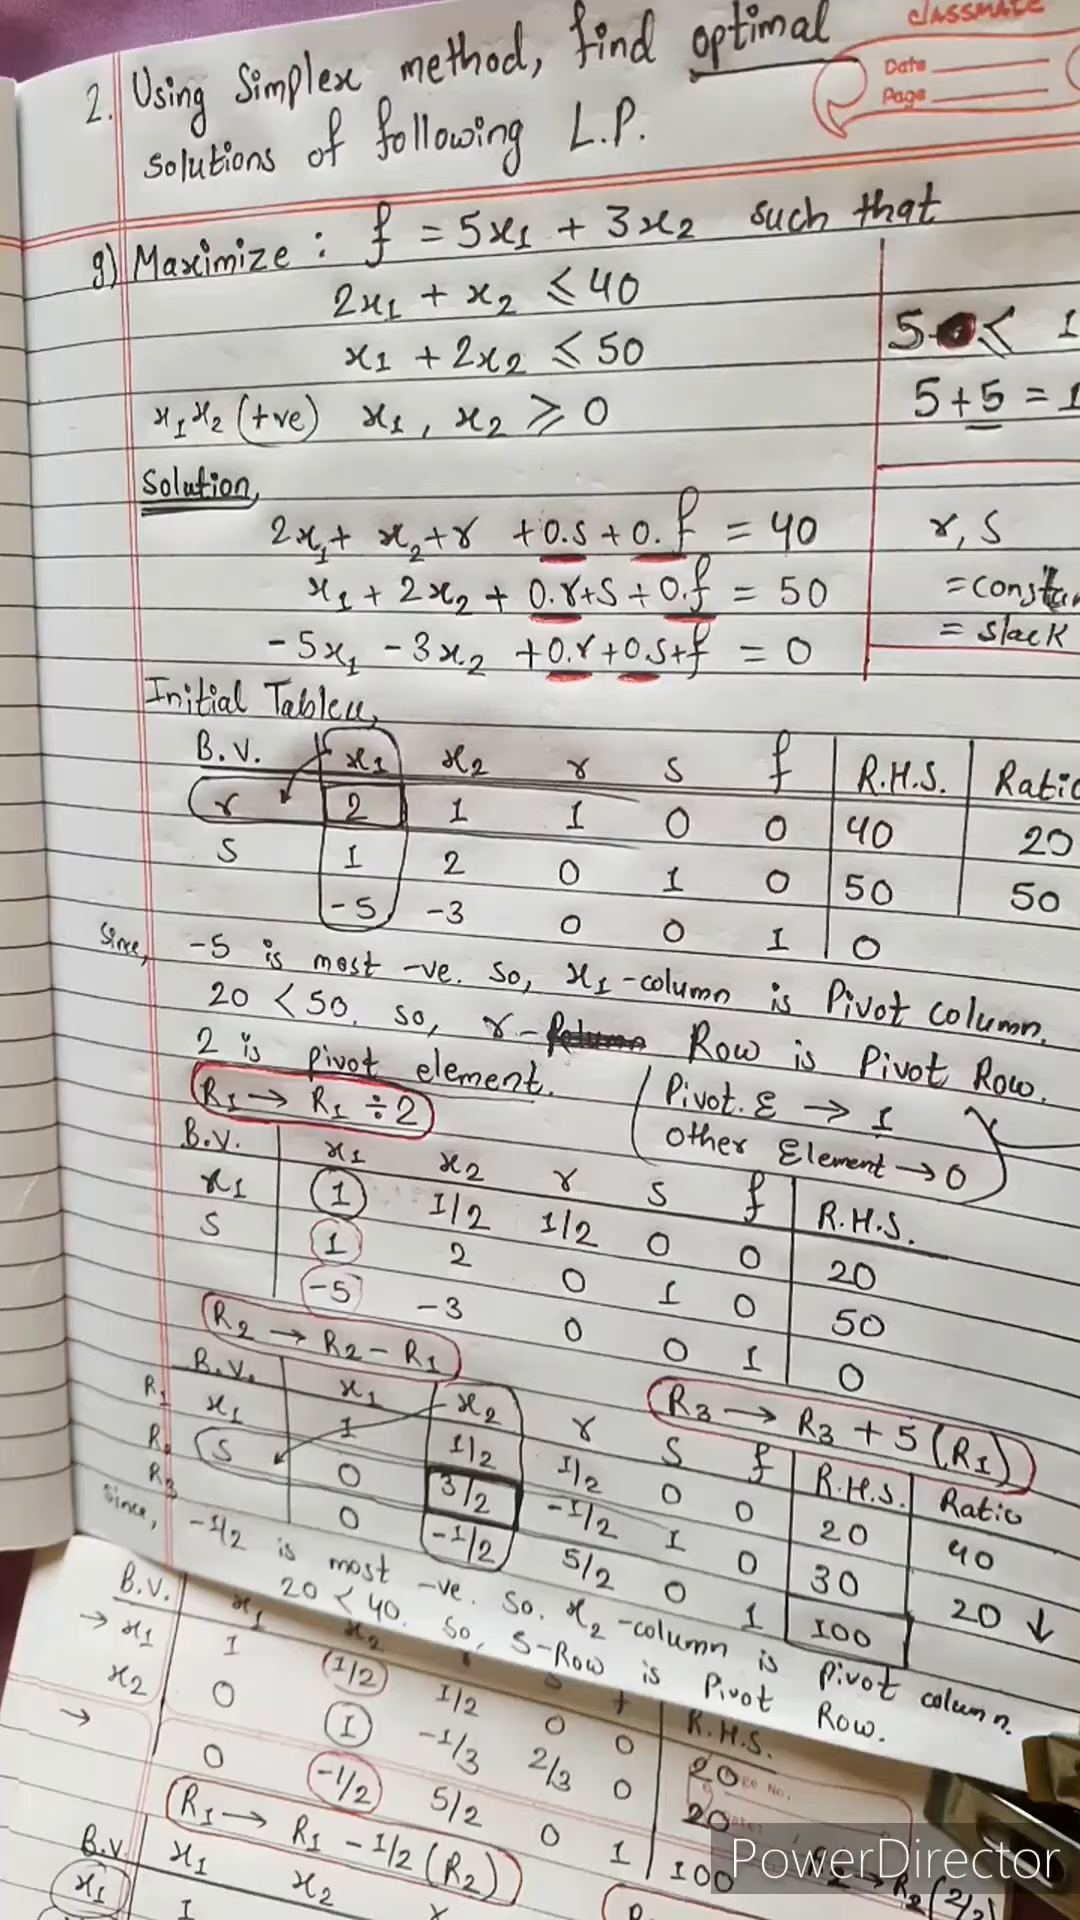 classmate
Date
Page
2. Using Simplex method, find optimal
solutions of following L.P.
g) Maximize : f = 5x₁ + 3x₂ such that
2x₁ + x₂ ≤ 40
x₁ + 2x₂ ≤ 50
5 ≤ 1
5+5 = 1
x₁x₂ (+ve) x₁, x₂ ≥ 0
Solution,
2x₁ + x₂ + r + 0.s + 0.f = 40
r, s
x₁ + 2x₂ + 0.r+s + 0.f = 50
= slack
-5x₁ -3x₂ +0.r +0.s+f = 0
Initial Tableu,
B.V. x₁ x₂ r s f R.H.S. Ratio
r 2 1 1 0 0 40 20
s 1 2 0 1 0 50 50
-5 -3 0 0 1 0
Since, -5 is most -ve. So, x₁-column is Pivot column.
20 < 50. so, r- Row is Pivot Row.
2 is pivot element.
Pivot. E → 1
Other Element → 0
R₁ → R₁ ÷ 2
B.V. x₁ x₂ r s f R.H.S.
x₁ 1 1/2 1/2 0 0 20
s 1 2 0 1 0 50
-5 -3 0 0 1 0
R₂ → R₂ - R₁
R₃ → R₃ + 5(R₁)
B.V. x₁ x₂ r s f R.H.S. Ratio
R₁ x₁ 1 1/2 1/2 0 0 20 40
R₂ s 0 3/2 -1/2 1 0 30 20 ↓
R₃ 0 -1/2 5/2 0 1 100
Since, -1/2 is most -ve. So. x₂-column is pivot column.
20 < 40. So, s-Row is Pivot Row.
B.V. x₁ x₂ R.H.S.
→ x₁ 1 1/2 1/2 0 0 20
x₂ 0 1 -1/3 2/3 0 20
→ 0 -1/2 5/2 0 1 100
R₁ → R₁ - 1/2 (R₂)
B.V. x₁ x₂ r
x₁ 1
PowerDirector